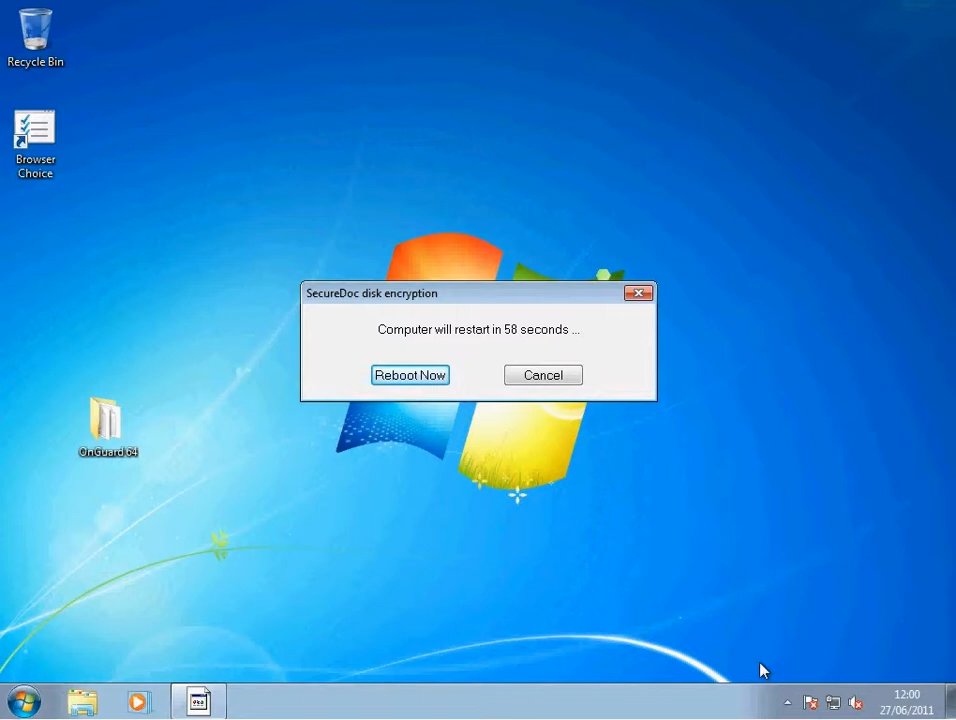 Recycle Bin
Browser
Choice
SecureDoc disk encryption
Computer will restart in 58 seconds ...
Reboot Now
Cancel
OnGuard 64
12:00
27/06/2011